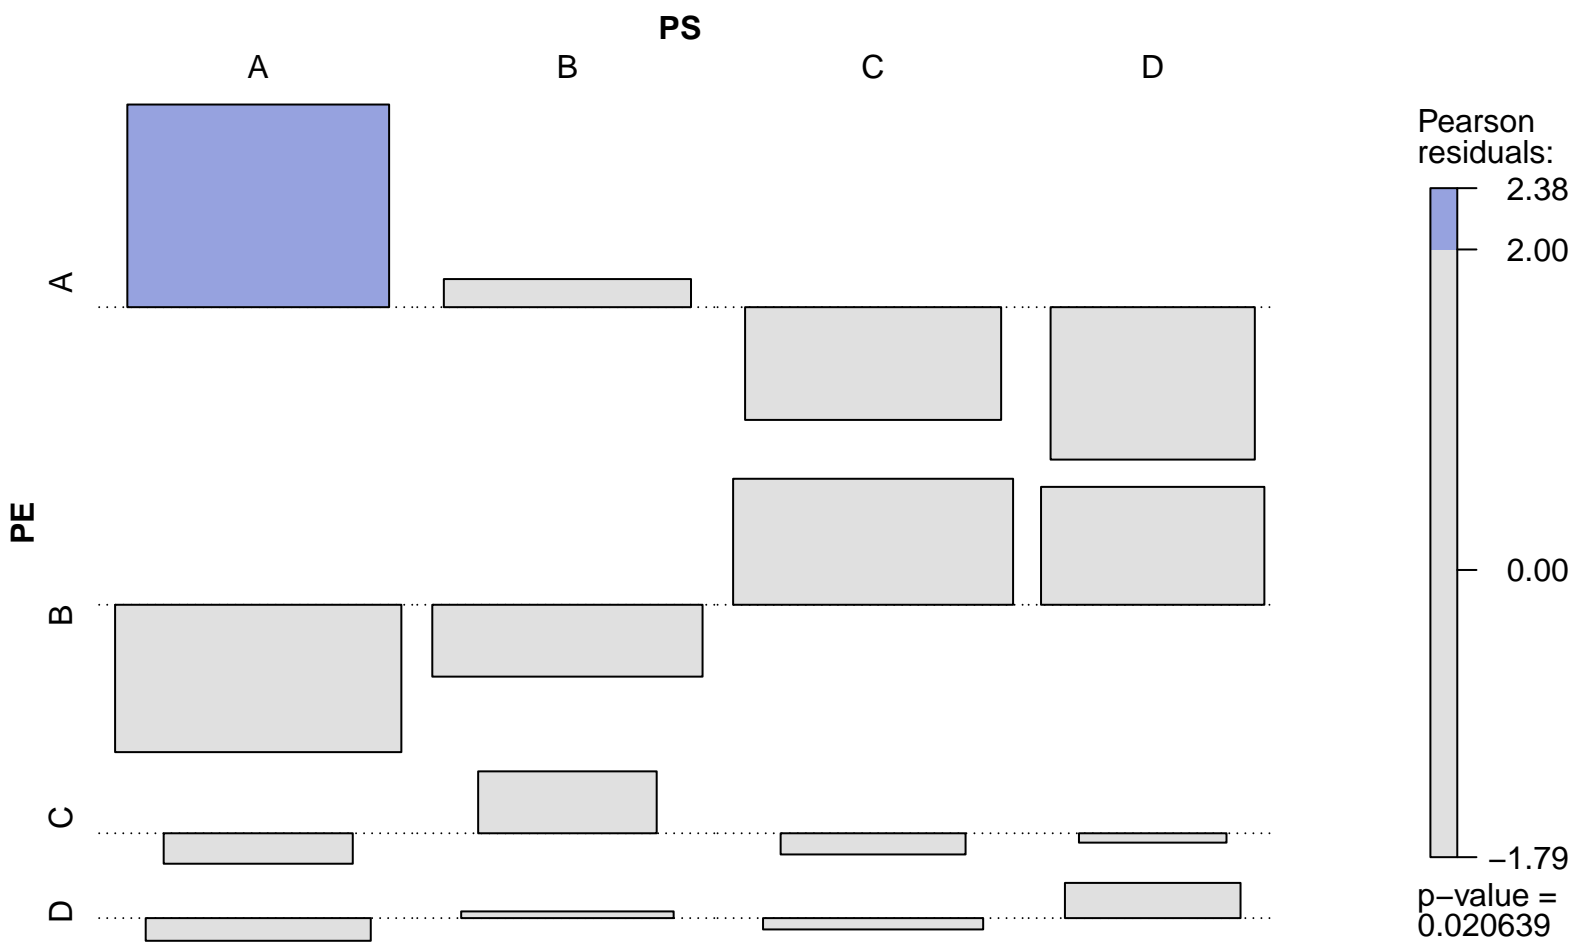 PS
A B C D
PE
A
B
C
D
Pearson
residuals:
2.38
2.00
0.00
−1.79
p−value =
0.020639